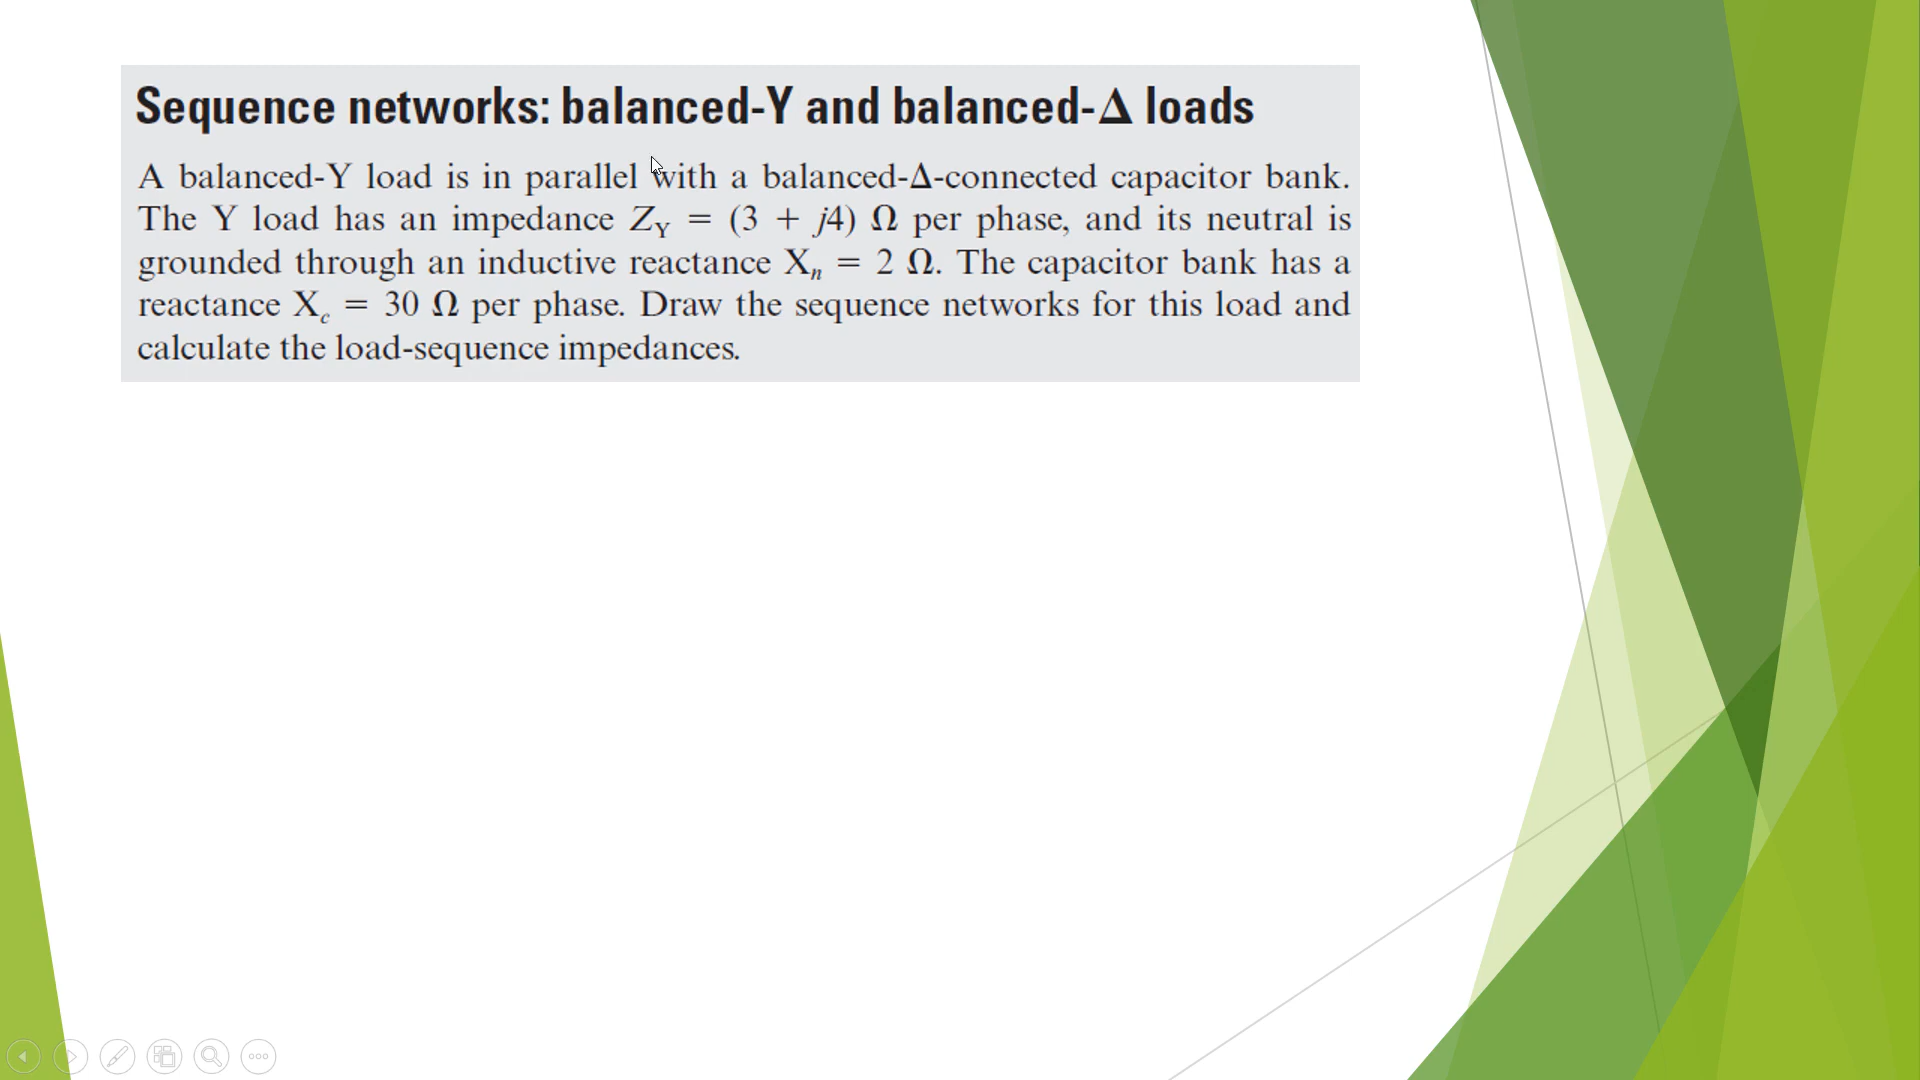 Sequence networks: balanced-Y and balanced-Δ loads
A balanced-Y load is in parallel with a balanced-Δ-connected capacitor bank.
The Y load has an impedance Z_Y = (3 + j4) Ω per phase, and its neutral is
grounded through an inductive reactance X_n = 2 Ω. The capacitor bank has a
reactance X_c = 30 Ω per phase. Draw the sequence networks for this load and
calculate the load-sequence impedances.